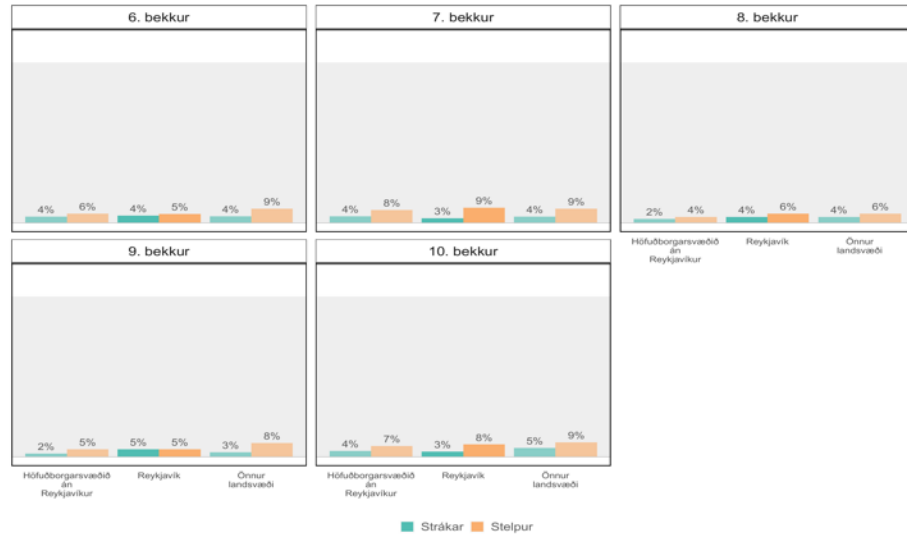 6. bekkur
7. bekkur
8. bekkur
4% 6% 4% 5% 4% 9%
4% 8% 3% 9% 4% 9%
2% 4% 4% 6% 4% 6%
Höfuðborgarsvæðið
án
Reykjavíkur
Reykjavík
Önnur
landsvæði
9. bekkur
10. bekkur
2% 5% 5% 5% 3% 8%
4% 7% 3% 8% 5% 9%
Höfuðborgarsvæðið
án
Reykjavíkur
Reykjavík
Önnur
landsvæði
Höfuðborgarsvæðið
án
Reykjavíkur
Reykjavík
Önnur
landsvæði
Strákar Stelpur